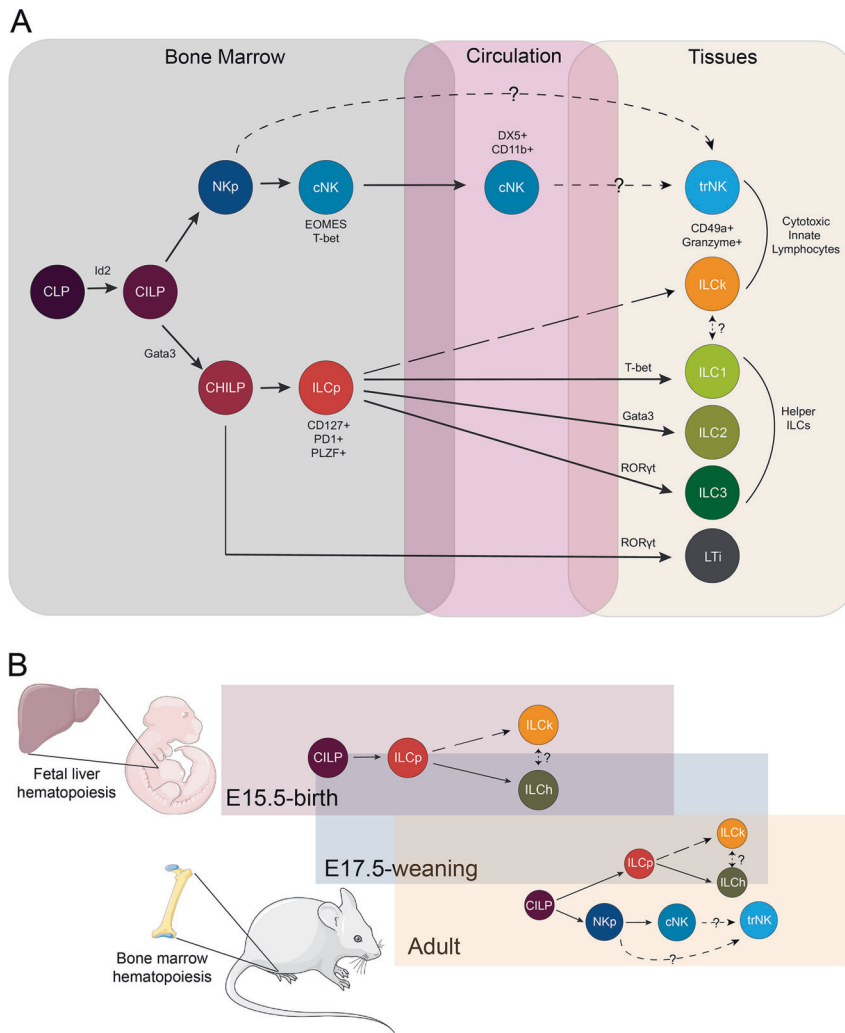 A
Bone Marrow
Circulation
Tissues
?
DX5+
CD11b+
NKp
cNK
cNK
?
trNK
EOMES
T-bet
CD49a+
Granzyme+
Cytotoxic
Innate
Lymphocytes
Id2
CLP
CILP
ILCk
?
Gata3
T-bet
ILC1
CHILP
ILCp
Gata3
ILC2
Helper
ILCs
CD127+
PD1+
PLZF+
RORγt
ILC3
RORγt
LTi
B
ILCk
CILP
ILCp
?
ILCh
Fetal liver
hematopoiesis
E15.5-birth
ILCk
E17.5-weaning
ILCp
?
ILCh
CILP
NKp
cNK
?
trNK
Adult
?
Bone marrow
hematopoiesis